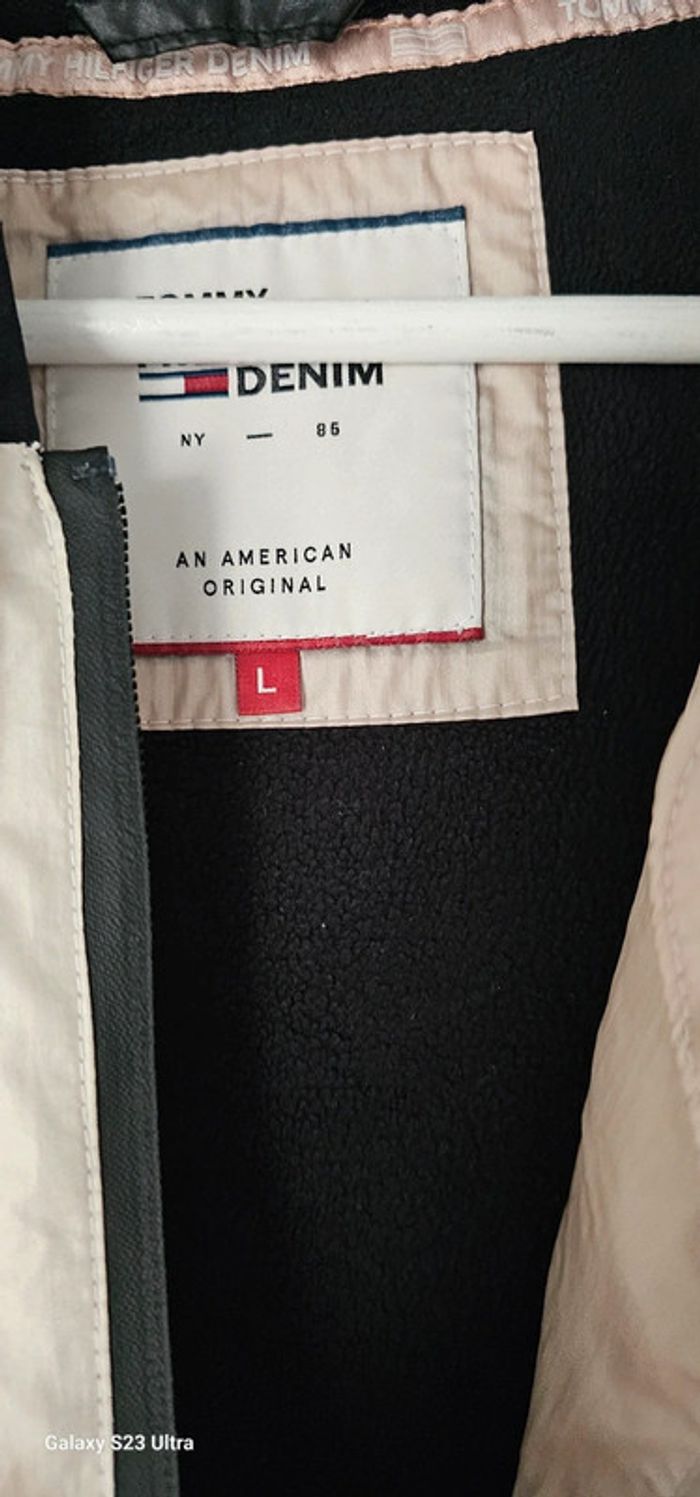 HILFIGER DENIM
TOMMY
DENIM
NY — 85
AN AMERICAN
ORIGINAL
L
Galaxy S23 Ultra